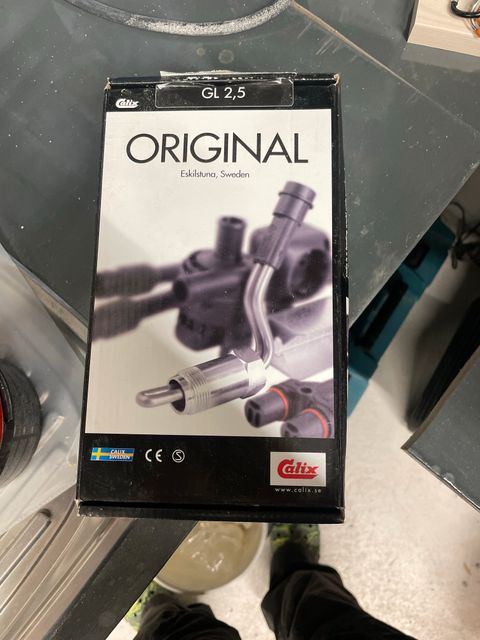 Calix
GL 2,5
ORIGINAL
Eskilstuna, Sweden
CALIX
SWEDEN
CE
S
Calix
www.calix.se